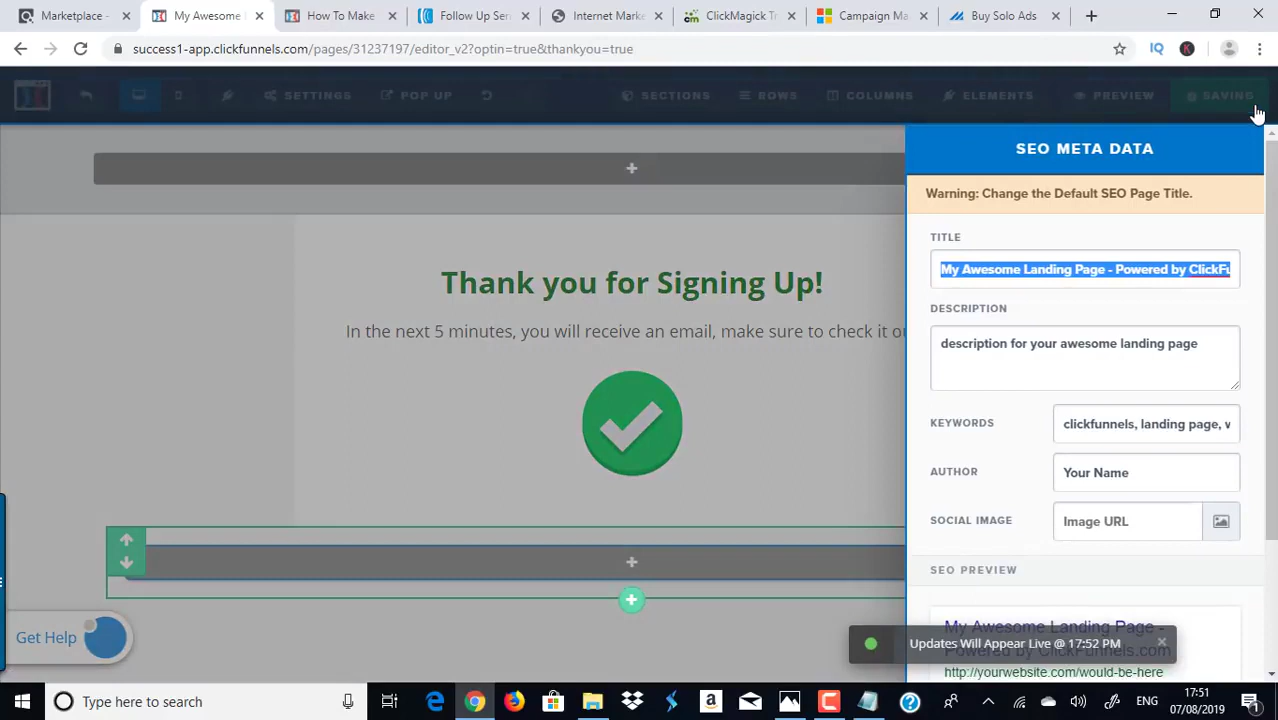 Marketplace -
My Awesome L
How To Make
Follow Up Ser
Internet Marke
ClickMagick T
Campaign Ma
Buy Solo Ads
success1-app.clickfunnels.com/pages/31237197/editor_v2?optin=true&thankyou=true
SETTINGS
POP UP
SECTIONS
ROWS
COLUMNS
ELEMENTS
PREVIEW
SAVING
SEO META DATA
Warning: Change the Default SEO Page Title.
TITLE
My Awesome Landing Page - Powered by ClickFu
DESCRIPTION
description for your awesome landing page
KEYWORDS
clickfunnels, landing page, w
AUTHOR
Your Name
SOCIAL IMAGE
Image URL
SEO PREVIEW
My Awesome Landing Page -
Powered by ClickFunnels.com
http://yourwebsite.com/would-be-here
Thank you for Signing Up!
In the next 5 minutes, you will receive an email, make sure to check it ou
Get Help
Updates Will Appear Live @ 17:52 PM
Type here to search
ENG
17:51
07/08/2019
1